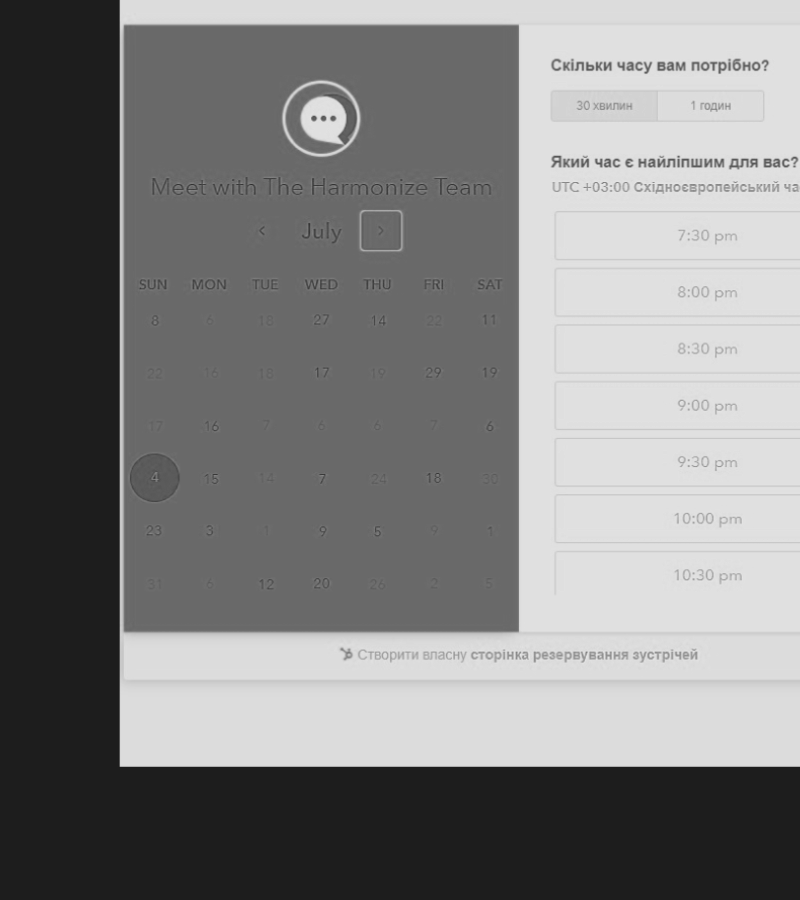 Meet with The Harmonize Team
July
SUN MON TUE WED THU FRI SAT
8 6 18 27 14 22 11
22 16 18 17 19 29 19
17 16 7 6 6 7 6
4 15 14 7 24 18 30
23 3 1 9 5 9 1
31 6 12 20 26 2 5
Скільки часу вам потрібно?
30 хвилин 1 годин
Який час є найліпшим для вас?
UTC +03:00 Східноєвропейський ча
7:30 pm
8:00 pm
8:30 pm
9:00 pm
9:30 pm
10:00 pm
10:30 pm
Створити власну сторінка резервування зустрічей